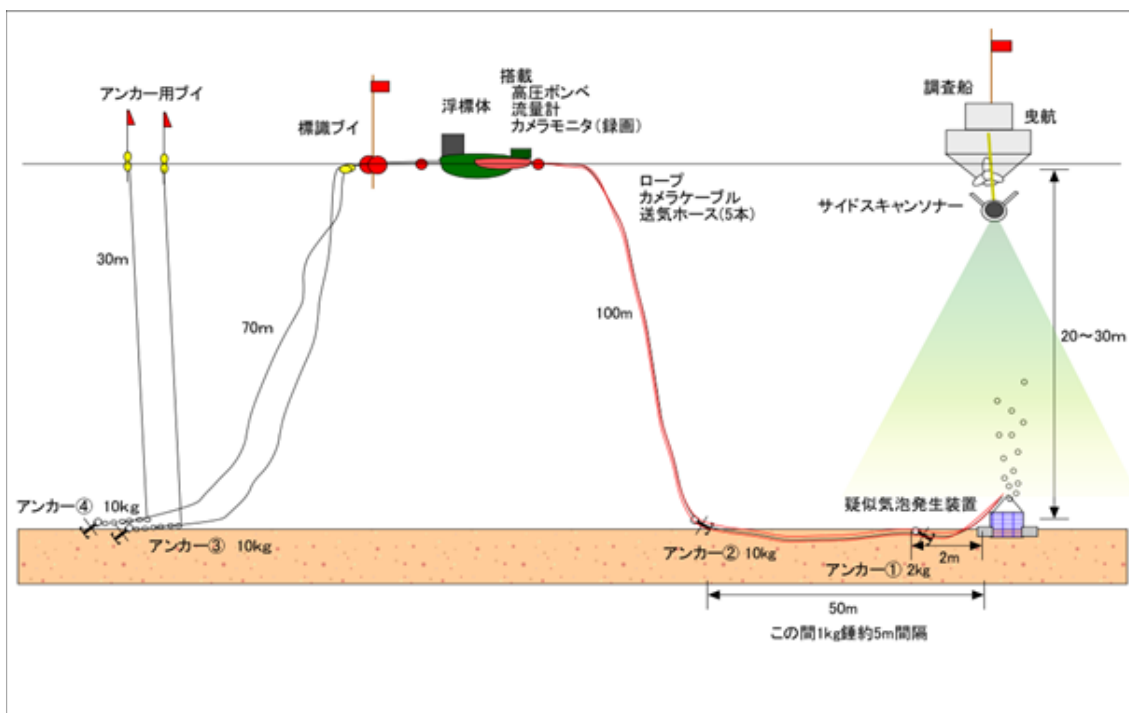 アンカー用ブイ
標識ブイ
浮標体
搭載
高圧ボンベ
流量計
カメラモニタ(録画)
調査船
曳航
ロープ
カメラケーブル
送気ホース(5本)
サイドスキャンソナー
30m
70m
100m
20~30m
アンカー④ 10kg
アンカー③ 10kg
アンカー② 10kg
疑似気泡発生装置
アンカー① 2kg
2m
50m
この間1kg錘約5m間隔